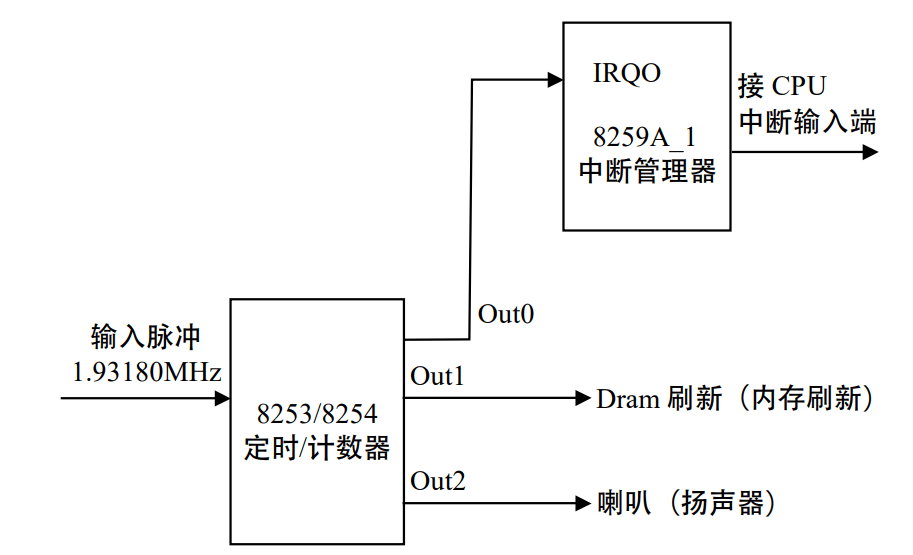 IRQO
8259A_1
中断管理器
接 CPU
中断输入端
Out0
输入脉冲
1.93180MHz
8253/8254
定时/计数器
Out1
Dram 刷新（内存刷新）
Out2
喇叭（扬声器）